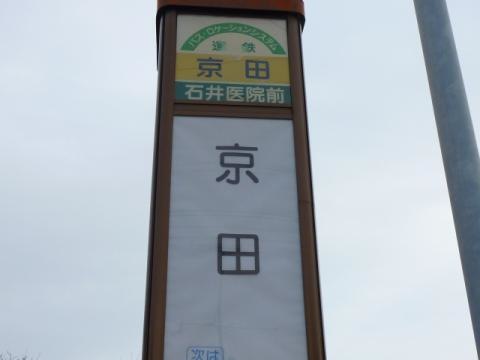 バス・ロケーションシステム
遠鉄
京田
石井医院前
京
田
次は